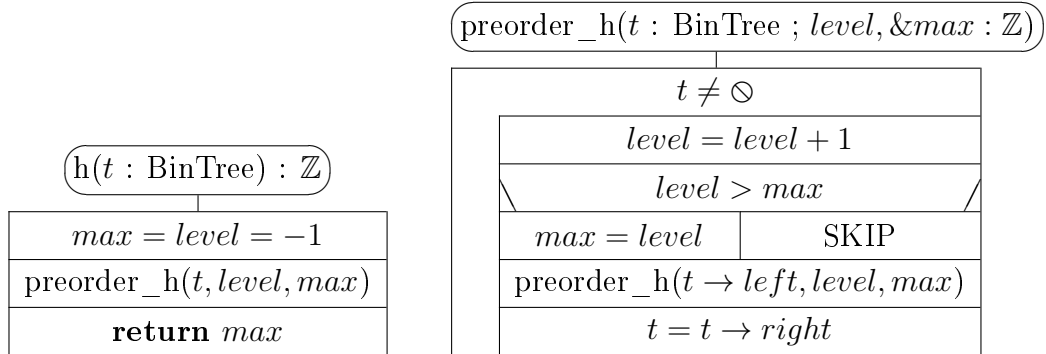 h(t : BinTree) : ℤ
max = level = −1
preorder_h(t, level, max)
return max
preorder_h(t : BinTree ; level, &max : ℤ)
t ≠ ⦸
level = level + 1
level > max
max = level
SKIP
preorder_h(t → left, level, max)
t = t → right